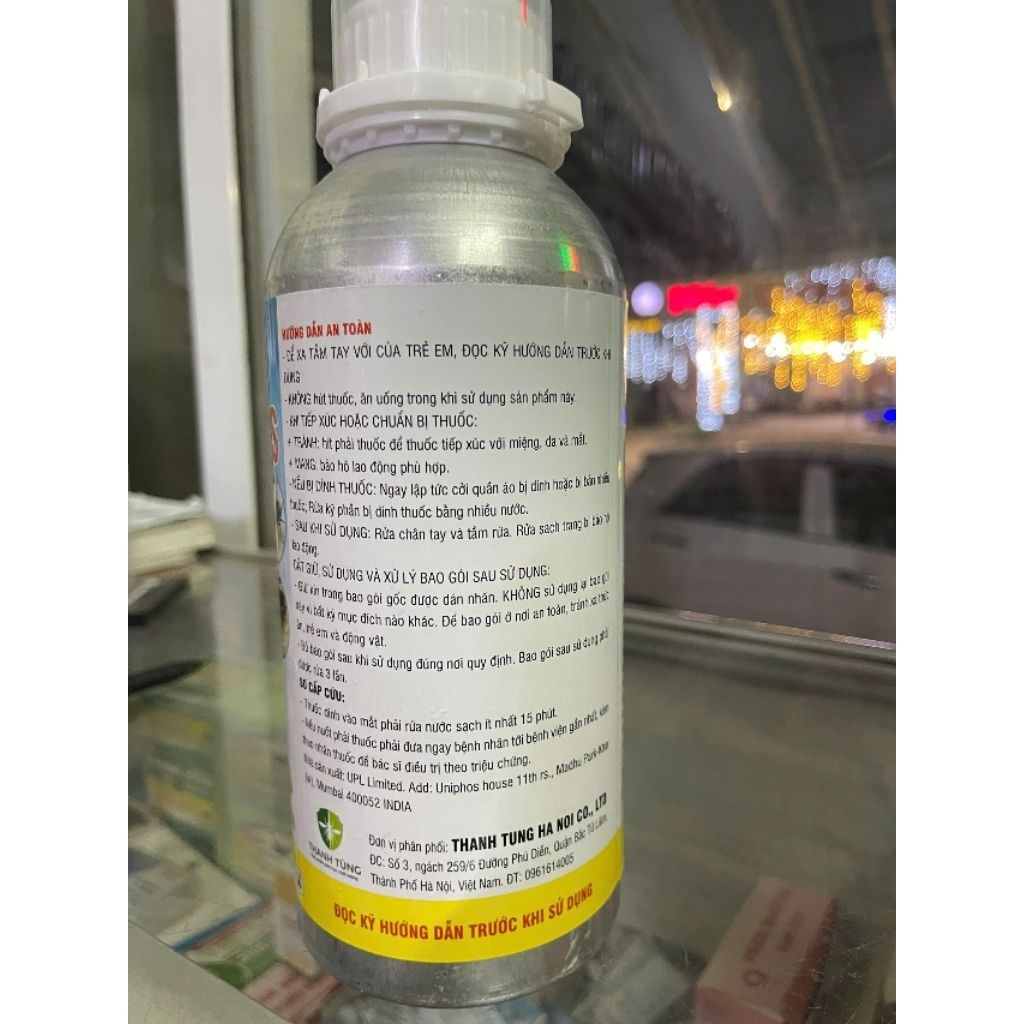 HƯỚNG DẪN AN TOÀN
- ĐỂ XA TẦM TAY VỚI CỦA TRẺ EM, ĐỌC KỸ HƯỚNG DẪN TRƯỚC KHI
DÙNG
- KHÔNG hút thuốc, ăn uống trong khi sử dụng sản phẩm này.
- KHI TIẾP XÚC HOẶC CHUẨN BỊ THUỐC:
+ TRÁNH: hít phải thuốc để thuốc tiếp xúc với miệng, da và mắt.
+ MANG: bảo hộ lao động phù hợp.
- NẾU BỊ DÍNH THUỐC: Ngay lập tức cởi quần áo bị dính hoặc bị bắn nhiều
thuốc; Rửa kỹ phần bị dính thuốc bằng nhiều nước.
- SAU KHI SỬ DỤNG: Rửa chân tay và tắm rửa. Rửa sạch trang bị bảo hộ
lao động.
CẤT GIỮ, SỬ DỤNG VÀ XỬ LÝ BAO GÓI SAU SỬ DỤNG:
- Giữ kín trong bao gói gốc được dán nhãn. KHÔNG sử dụng lại bao gói
này vì bất kỳ mục đích nào khác. Để bao gói ở nơi an toàn, tránh xa thức
ăn, trẻ em và động vật.
- Bỏ bao gói sau khi sử dụng đúng nơi quy định. Bao gói sau sử dụng phải
được rửa 3 lần.
SƠ CẤP CỨU:
- Thuốc dính vào mắt phải rửa nước sạch ít nhất 15 phút.
- Nếu nuốt phải thuốc phải đưa ngay bệnh nhân tới bệnh viện gần nhất, kèm
theo nhãn thuốc để bác sĩ điều trị theo triệu chứng.
Nhà sản xuất: UPL Limited. Add: Uniphos house 11th rs., Madhu Park-Khar
(w), Mumbai 400052 INDIA
THANH TÙNG
Đơn vị phân phối: THANH TUNG HA NOI CO., LTD
ĐC: Số 3, ngách 259/6 Đường Phú Diễn, Quận Bắc Từ Liêm,
Thành Phố Hà Nội, Việt Nam. ĐT: 0961614005
ĐỌC KỸ HƯỚNG DẪN TRƯỚC KHI SỬ DỤNG